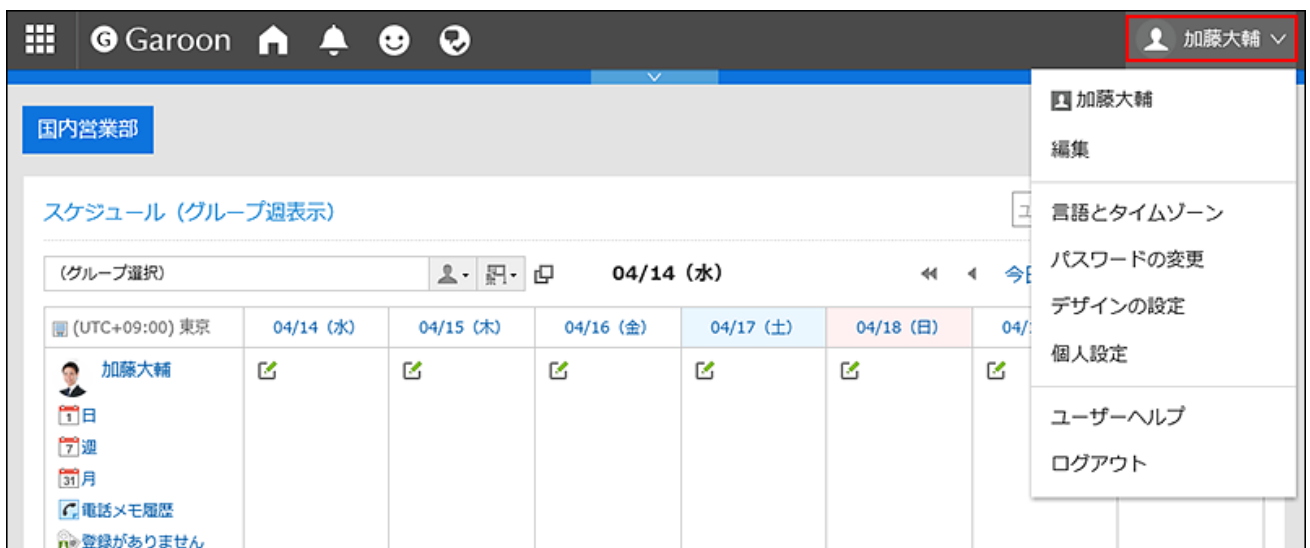 Garoon
加藤大輔
加藤大輔
編集
言語とタイムゾーン
パスワードの変更
デザインの設定
個人設定
ユーザーヘルプ
ログアウト
国内営業部
スケジュール（グループ週表示）
(グループ選択)
04/14（水）
今日
(UTC+09:00) 東京
04/14（水）
04/15（木）
04/16（金）
04/17（土）
04/18（日）
04/
加藤大輔
1 日
7 週
31 月
電話メモ履歴
登録がありません